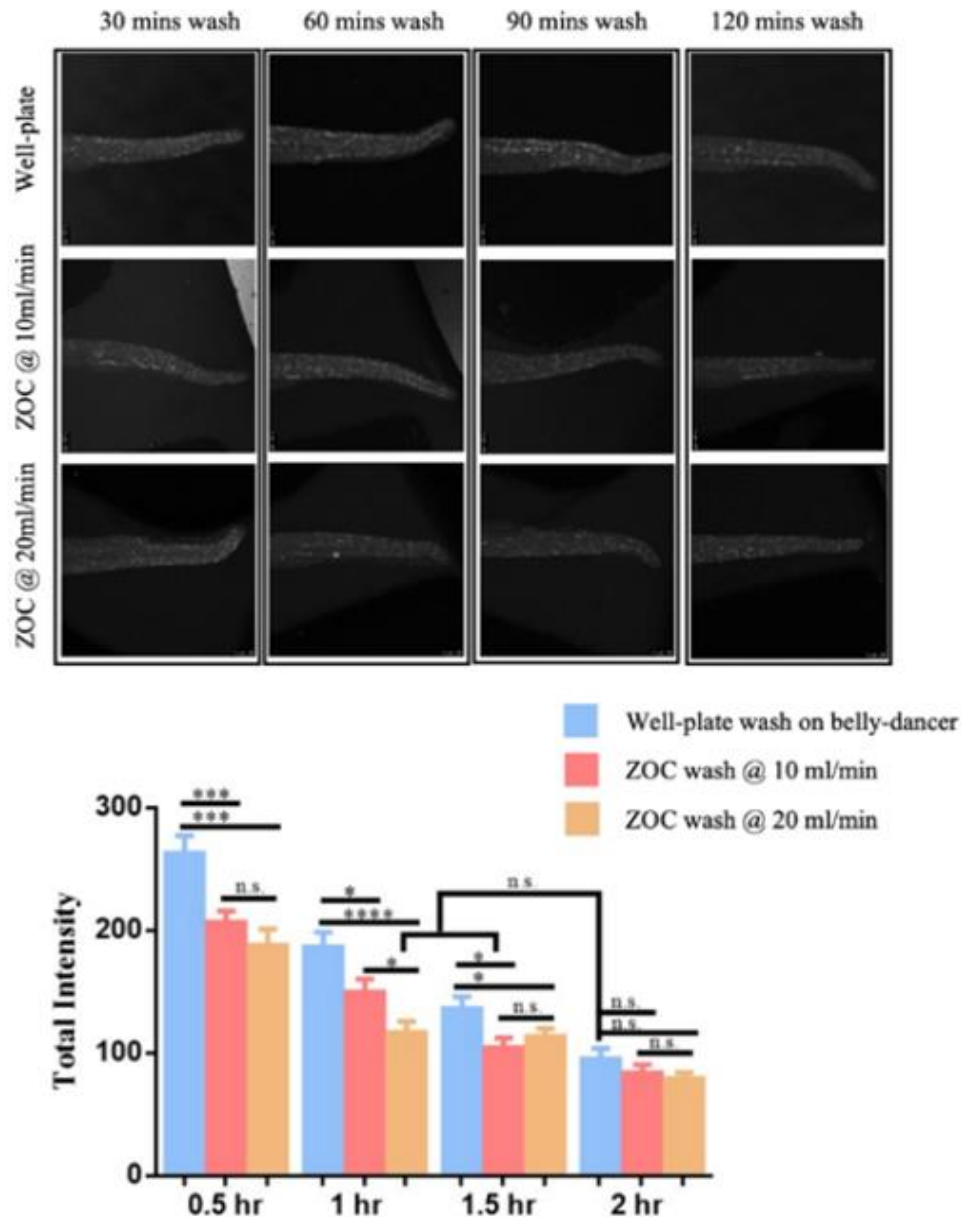 30 mins wash 60 mins wash 90 mins wash 120 mins wash
Well-plate
ZOC @ 10ml/min
ZOC @ 20ml/min
Well-plate wash on belly-dancer
ZOC wash @ 10 ml/min
ZOC wash @ 20 ml/min
Total Intensity
300
200
100
0
***
***
n.s.
*
****
*
n.s.
*
*
n.s.
n.s.
n.s.
n.s.
0.5 hr 1 hr 1.5 hr 2 hr